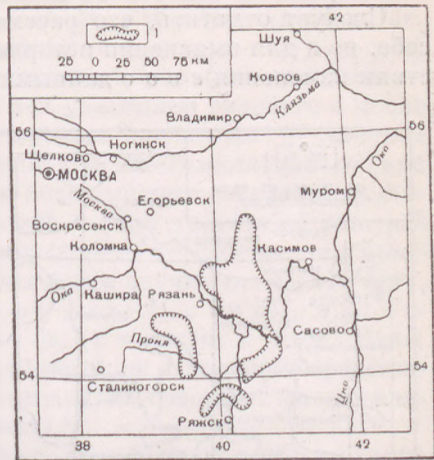 42
1
25 0 25 50 75 км
Шуя
Ковров
Клязьма
Владимир
56
56
Ногинск
Щелково
МОСКВА
Ока
Москва
Егорьевск
Муром
Воскресенск
Коломна
Касимов
Ока
Кашира
Рязань
Сасово
Проня
54
54
Сталиногорск
Цна
Ряжск
38
40
42